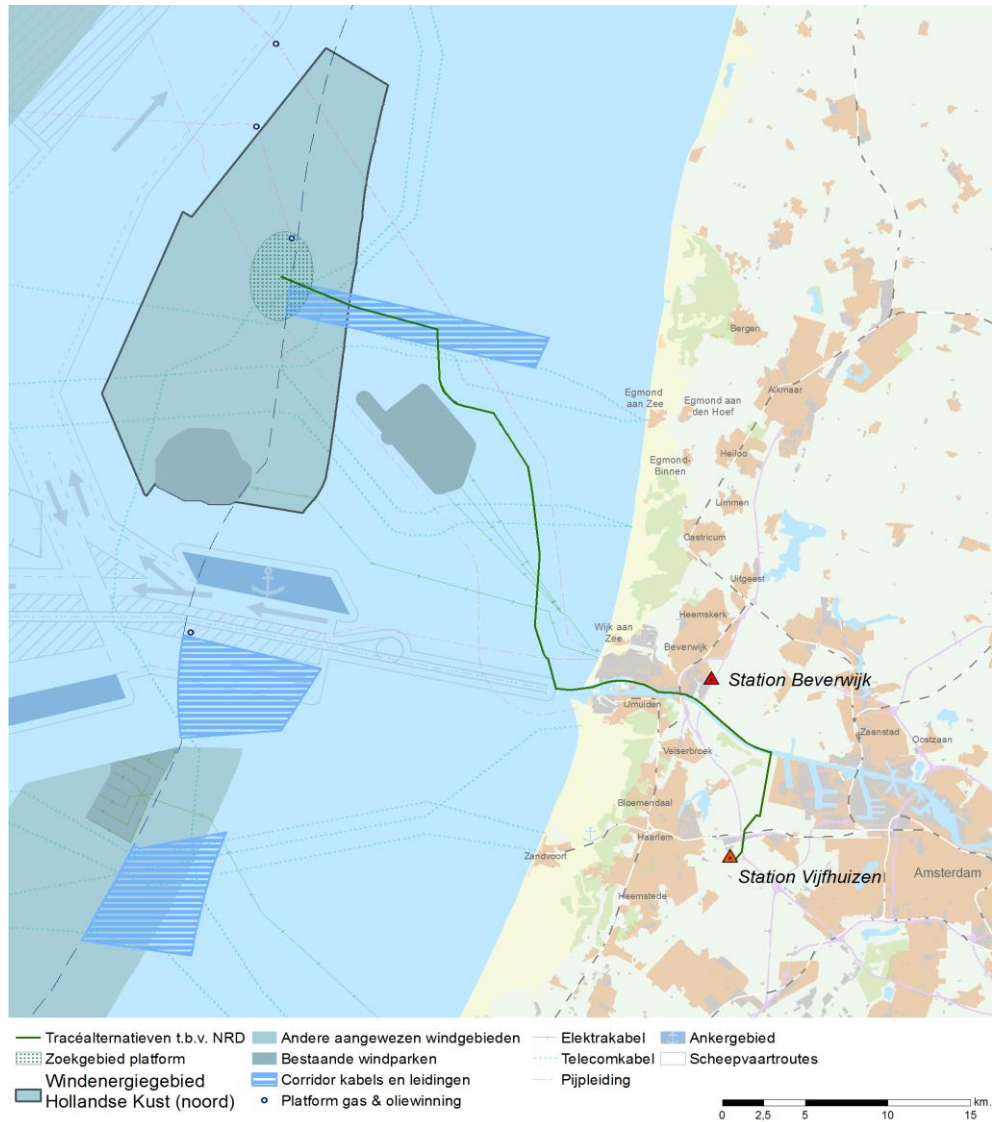 Bergen
Alkmaar
Egmond
aan Zee
Egmond aan
den Hoef
Heiloo
Egmond-
Binnen
Limmen
Castricum
Uitgeest
Heemskerk
Wijk aan
Zee
Beverwijk
Station Beverwijk
IJmuiden
Zaanstad
Oostzaan
Velserbroek
Bloemendaal
Haarlem
Zandvoort
Station Vijfhuizen
Amsterdam
Heemstede
Tracéalternatieven t.b.v. NRD
Zoekgebied platform
Windenergiegebied
Hollandse Kust (noord)
Andere aangewezen windgebieden
Bestaande windparken
Corridor kabels en leidingen
Platform gas & oliewinning
Elektrakabel
Telecomkabel
Pijpleiding
Ankergebied
Scheepvaartroutes
km.
0 2,5 5 10 15